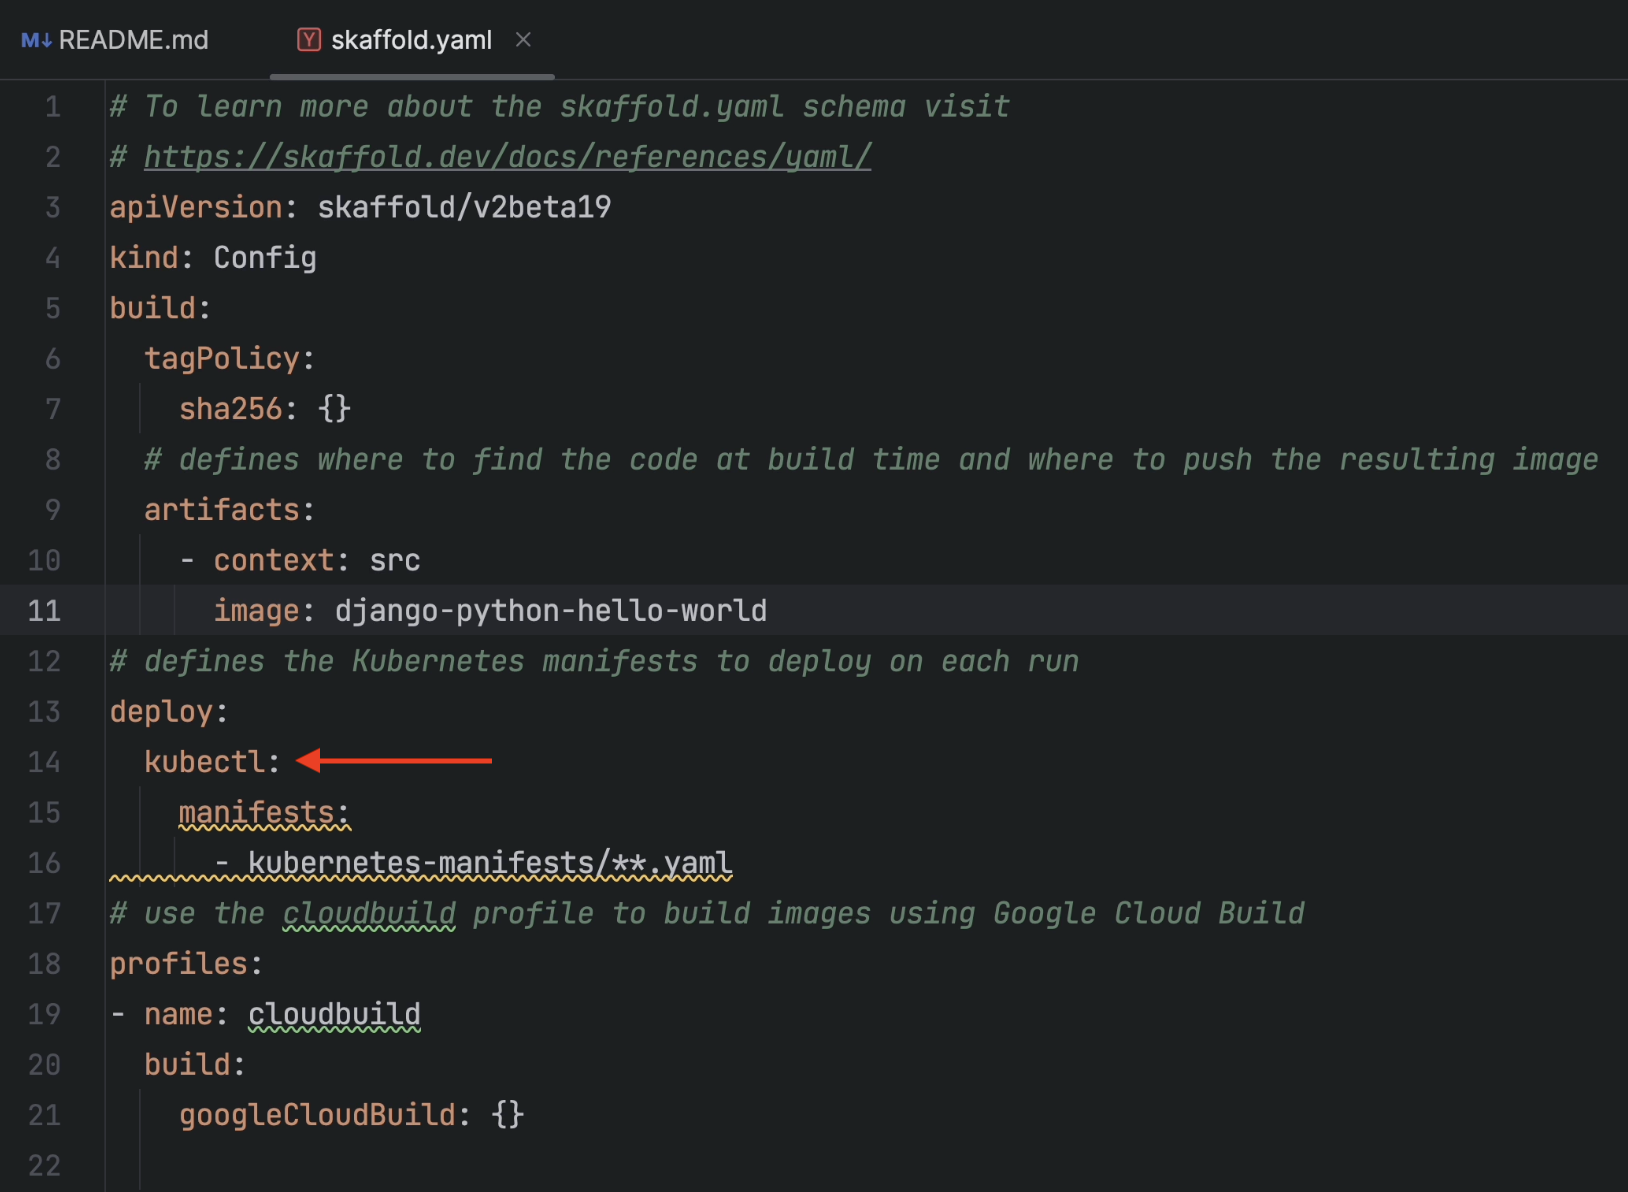 M↓ README.md
Y skaffold.yaml ×
1 # To learn more about the skaffold.yaml schema visit
2 # https://skaffold.dev/docs/references/yaml/
3 apiVersion: skaffold/v2beta19
4 kind: Config
5 build:
6   tagPolicy:
7     sha256: {}
8   # defines where to find the code at build time and where to push the resulting image
9   artifacts:
10     - context: src
11       image: django-python-hello-world
12 # defines the Kubernetes manifests to deploy on each run
13 deploy:
14   kubectl:
15     manifests:
16       - kubernetes-manifests/**.yaml
17 # use the cloudbuild profile to build images using Google Cloud Build
18 profiles:
19 - name: cloudbuild
20   build:
21     googleCloudBuild: {}
22